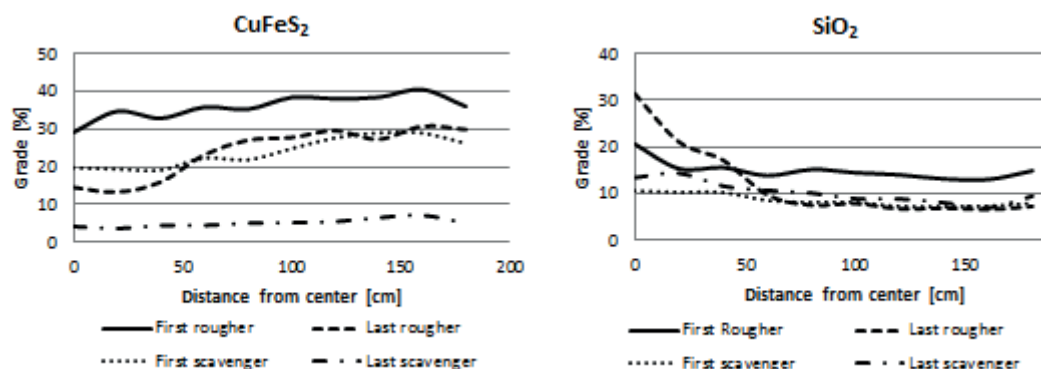 CuFeS₂
50
40
30
20
10
0
Grade [%]
0 50 100 150 200
Distance from center [cm]
First rougher Last rougher
First scavenger Last scavenger
SiO₂
40
30
20
10
0
Grade [%]
0 50 100 150
Distance from center [cm]
First Rougher Last rougher
First scavenger Last scavenger